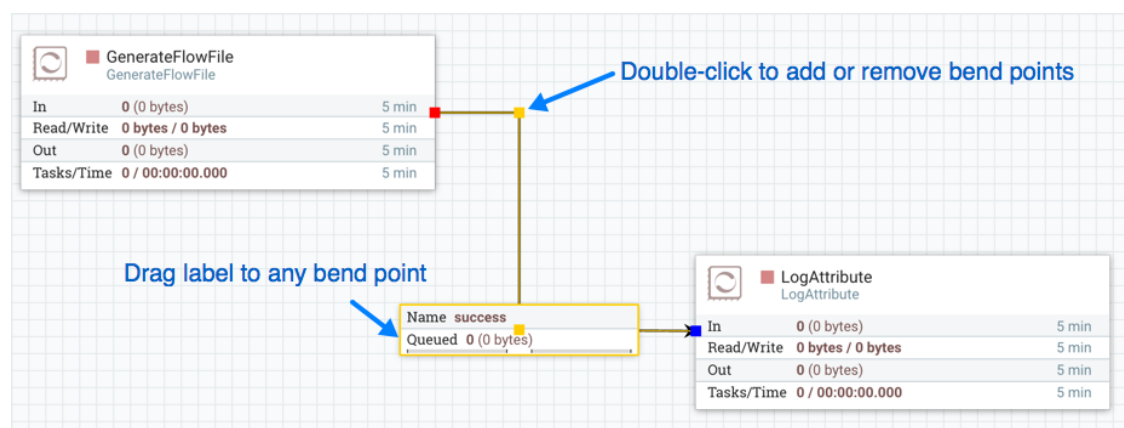 GenerateFlowFile
GenerateFlowFile
In 0 (0 bytes) 5 min
Read/Write 0 bytes / 0 bytes 5 min
Out 0 (0 bytes) 5 min
Tasks/Time 0 / 00:00:00.000 5 min
Double-click to add or remove bend points
Drag label to any bend point
Name success
Queued 0 (0 bytes)
LogAttribute
LogAttribute
In 0 (0 bytes) 5 min
Read/Write 0 bytes / 0 bytes 5 min
Out 0 (0 bytes) 5 min
Tasks/Time 0 / 00:00:00.000 5 min